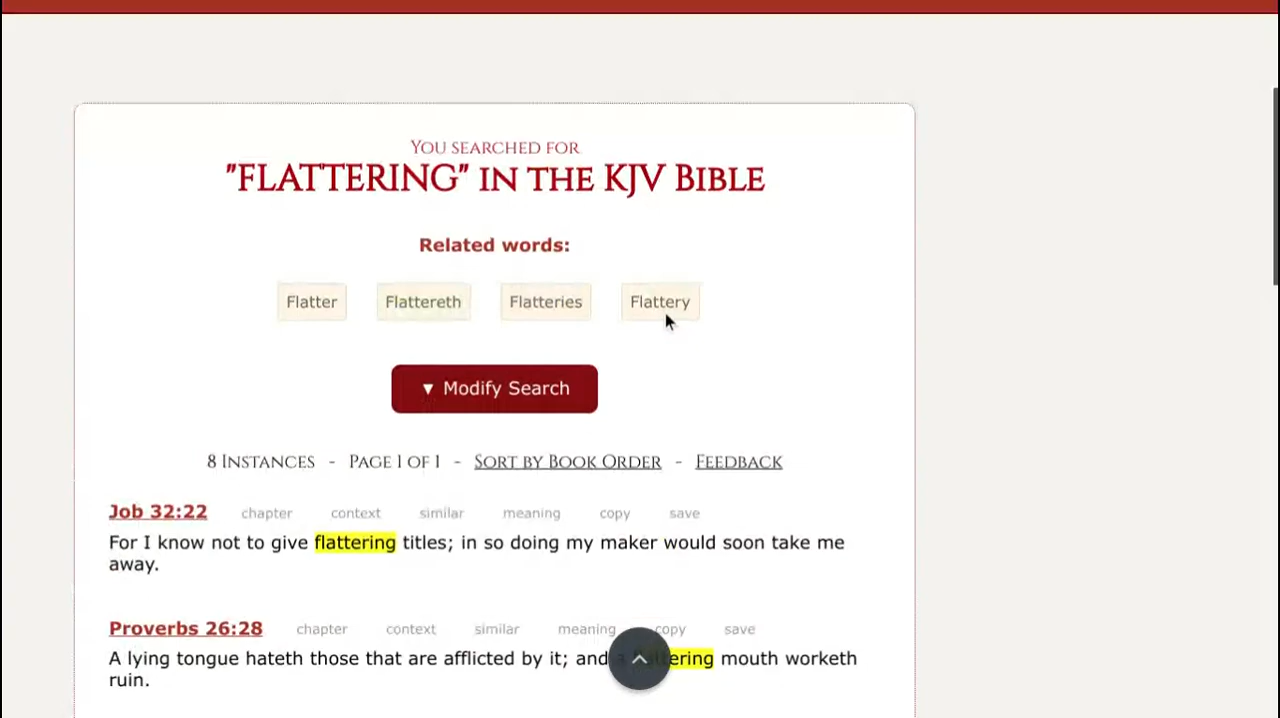 You searched for
"FLATTERING" in the KJV Bible
Related words:
Flatter Flattereth Flatteries Flattery
▼ Modify Search
8 Instances - Page 1 of 1 - Sort by Book Order - Feedback
Job 32:22 chapter context similar meaning copy save
For I know not to give flattering titles; in so doing my maker would soon take me
away.
Proverbs 26:28 chapter context similar meaning copy save
A lying tongue hateth those that are afflicted by it; and a flattering mouth worketh
ruin.